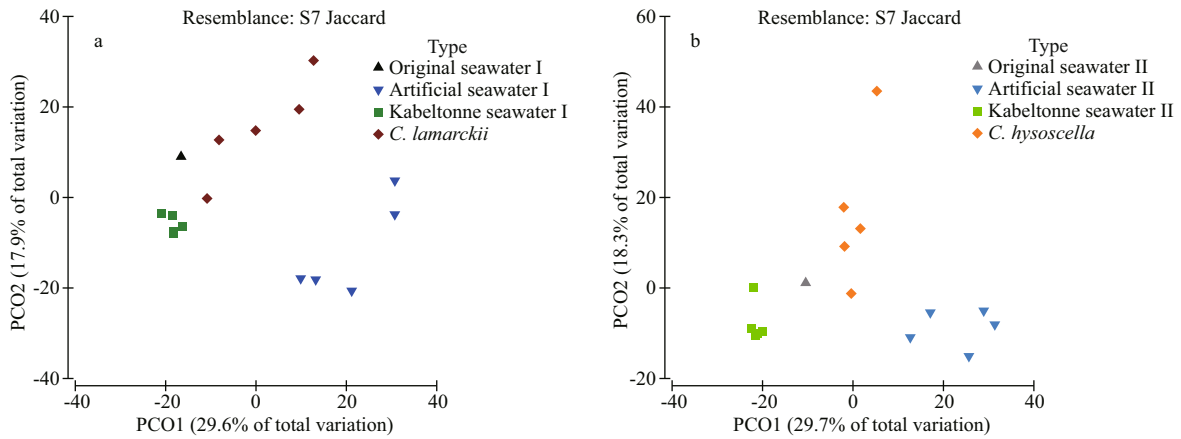 Resemblance: S7 Jaccard
a
Type
Original seawater I
Artificial seawater I
Kabeltonne seawater I
C. lamarckii
40
20
0
-20
-40
PCO2 (17.9% of total variation)
-40
-20
0
20
40
PCO1 (29.6% of total variation)
Resemblance: S7 Jaccard
b
Type
Original seawater II
Artificial seawater II
Kabeltonne seawater II
C. hysoscella
60
40
20
0
-20
PCO2 (18.3% of total variation)
-40
-20
0
20
40
PCO1 (29.7% of total variation)